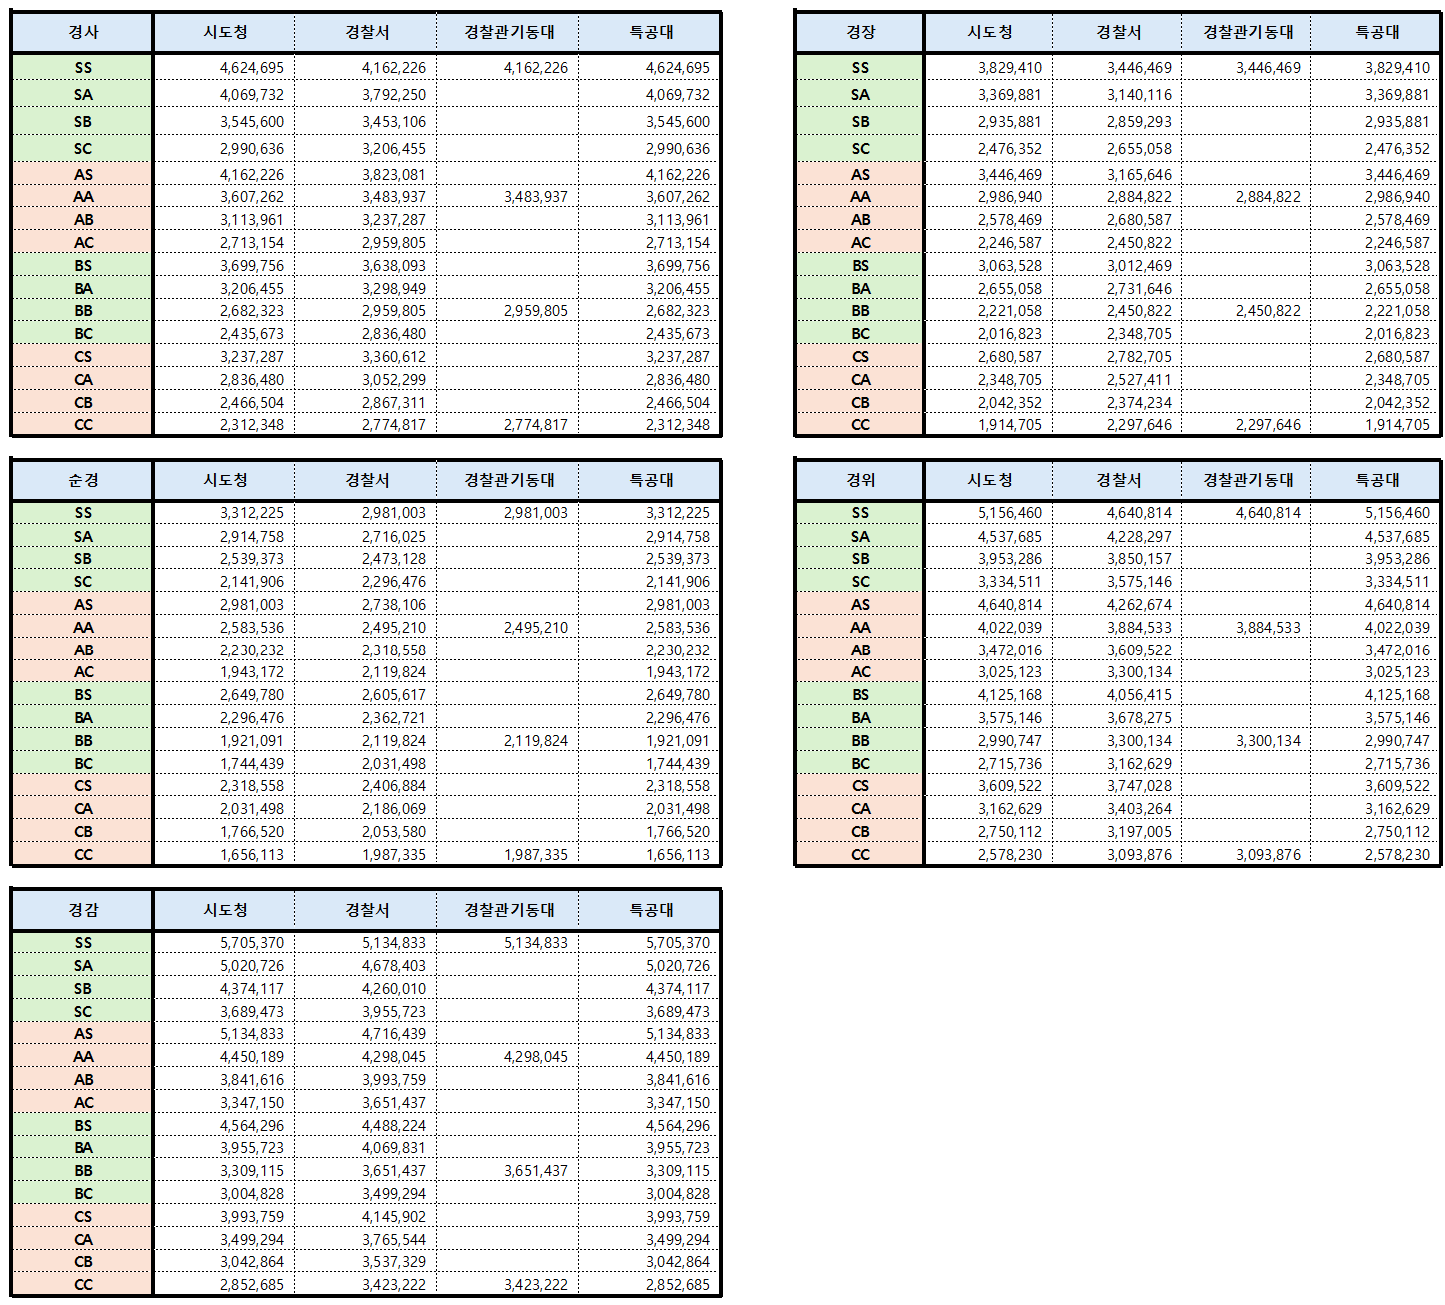 경사 시도청 경찰서 경찰관기동대 특공대
SS 4,624,695 4,162,226 4,162,226 4,624,695
SA 4,069,732 3,792,250 4,069,732
SB 3,545,600 3,453,106 3,545,600
SC 2,990,636 3,206,455 2,990,636
AS 4,162,226 3,823,081 4,162,226
AA 3,607,262 3,483,937 3,483,937 3,607,262
AB 3,113,961 3,237,287 3,113,961
AC 2,713,154 2,959,805 2,713,154
BS 3,699,756 3,638,093 3,699,756
BA 3,206,455 3,298,949 3,206,455
BB 2,682,323 2,959,805 2,959,805 2,682,323
BC 2,435,673 2,836,480 2,435,673
CS 3,237,287 3,360,612 3,237,287
CA 2,836,480 3,052,299 2,836,480
CB 2,466,504 2,867,311 2,466,504
CC 2,312,348 2,774,817 2,774,817 2,312,348
경장 시도청 경찰서 경찰관기동대 특공대
SS 3,829,410 3,446,469 3,446,469 3,829,410
SA 3,369,881 3,140,116 3,369,881
SB 2,935,881 2,859,293 2,935,881
SC 2,476,352 2,655,058 2,476,352
AS 3,446,469 3,165,646 3,446,469
AA 2,986,940 2,884,822 2,884,822 2,986,940
AB 2,578,469 2,680,587 2,578,469
AC 2,246,587 2,450,822 2,246,587
BS 3,063,528 3,012,469 3,063,528
BA 2,655,058 2,731,646 2,655,058
BB 2,221,058 2,450,822 2,450,822 2,221,058
BC 2,016,823 2,348,705 2,016,823
CS 2,680,587 2,782,705 2,680,587
CA 2,348,705 2,527,411 2,348,705
CB 2,042,352 2,374,234 2,042,352
CC 1,914,705 2,297,646 2,297,646 1,914,705
순경 시도청 경찰서 경찰관기동대 특공대
SS 3,312,225 2,981,003 2,981,003 3,312,225
SA 2,914,758 2,716,025 2,914,758
SB 2,539,373 2,473,128 2,539,373
SC 2,141,906 2,296,476 2,141,906
AS 2,981,003 2,738,106 2,981,003
AA 2,583,536 2,495,210 2,495,210 2,583,536
AB 2,230,232 2,318,558 2,230,232
AC 1,943,172 2,119,824 1,943,172
BS 2,649,780 2,605,617 2,649,780
BA 2,296,476 2,362,721 2,296,476
BB 1,921,091 2,119,824 2,119,824 1,921,091
BC 1,744,439 2,031,498 1,744,439
CS 2,318,558 2,406,884 2,318,558
CA 2,031,498 2,186,069 2,031,498
CB 1,766,520 2,053,580 1,766,520
CC 1,656,113 1,987,335 1,987,335 1,656,113
경위 시도청 경찰서 경찰관기동대 특공대
SS 5,156,460 4,640,814 4,640,814 5,156,460
SA 4,537,685 4,228,297 4,537,685
SB 3,953,286 3,850,157 3,953,286
SC 3,334,511 3,575,146 3,334,511
AS 4,640,814 4,262,674 4,640,814
AA 4,022,039 3,884,533 3,884,533 4,022,039
AB 3,472,016 3,609,522 3,472,016
AC 3,025,123 3,300,134 3,025,123
BS 4,125,168 4,056,415 4,125,168
BA 3,575,146 3,678,275 3,575,146
BB 2,990,747 3,300,134 3,300,134 2,990,747
BC 2,715,736 3,162,629 2,715,736
CS 3,609,522 3,747,028 3,609,522
CA 3,162,629 3,403,264 3,162,629
CB 2,750,112 3,197,005 2,750,112
CC 2,578,230 3,093,876 3,093,876 2,578,230
경감 시도청 경찰서 경찰관기동대 특공대
SS 5,705,370 5,134,833 5,134,833 5,705,370
SA 5,020,726 4,678,403 5,020,726
SB 4,374,117 4,260,010 4,374,117
SC 3,689,473 3,955,723 3,689,473
AS 5,134,833 4,716,439 5,134,833
AA 4,450,189 4,298,045 4,298,045 4,450,189
AB 3,841,616 3,993,759 3,841,616
AC 3,347,150 3,651,437 3,347,150
BS 4,564,296 4,488,224 4,564,296
BA 3,955,723 4,069,831 3,955,723
BB 3,309,115 3,651,437 3,651,437 3,309,115
BC 3,004,828 3,499,294 3,004,828
CS 3,993,759 4,145,902 3,993,759
CA 3,499,294 3,765,544 3,499,294
CB 3,042,864 3,537,329 3,042,864
CC 2,852,685 3,423,222 3,423,222 2,852,685